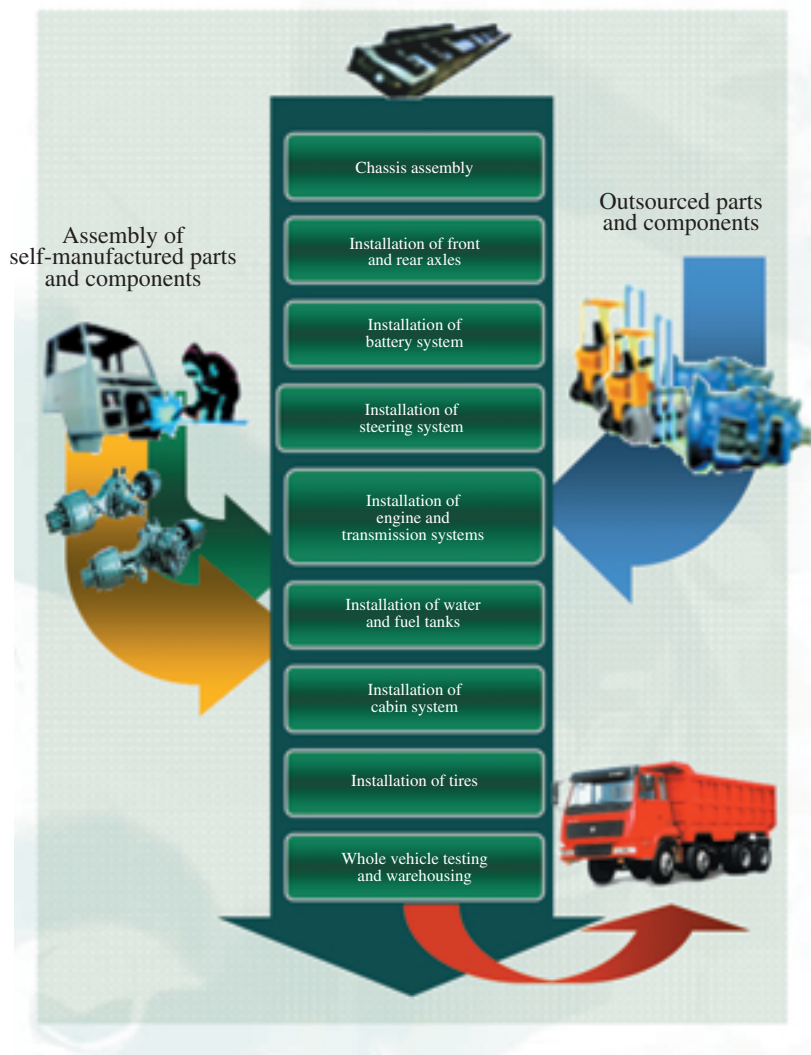 Chassis assembly
Outsourced parts
and components
Assembly of
self-manufactured parts
and components
Installation of front
and rear axles
Installation of
battery system
Installation of
steering system
Installation of
engine and
transmission systems
Installation of water
and fuel tanks
Installation of
cabin system
Installation of tires
Whole vehicle testing
and warehousing